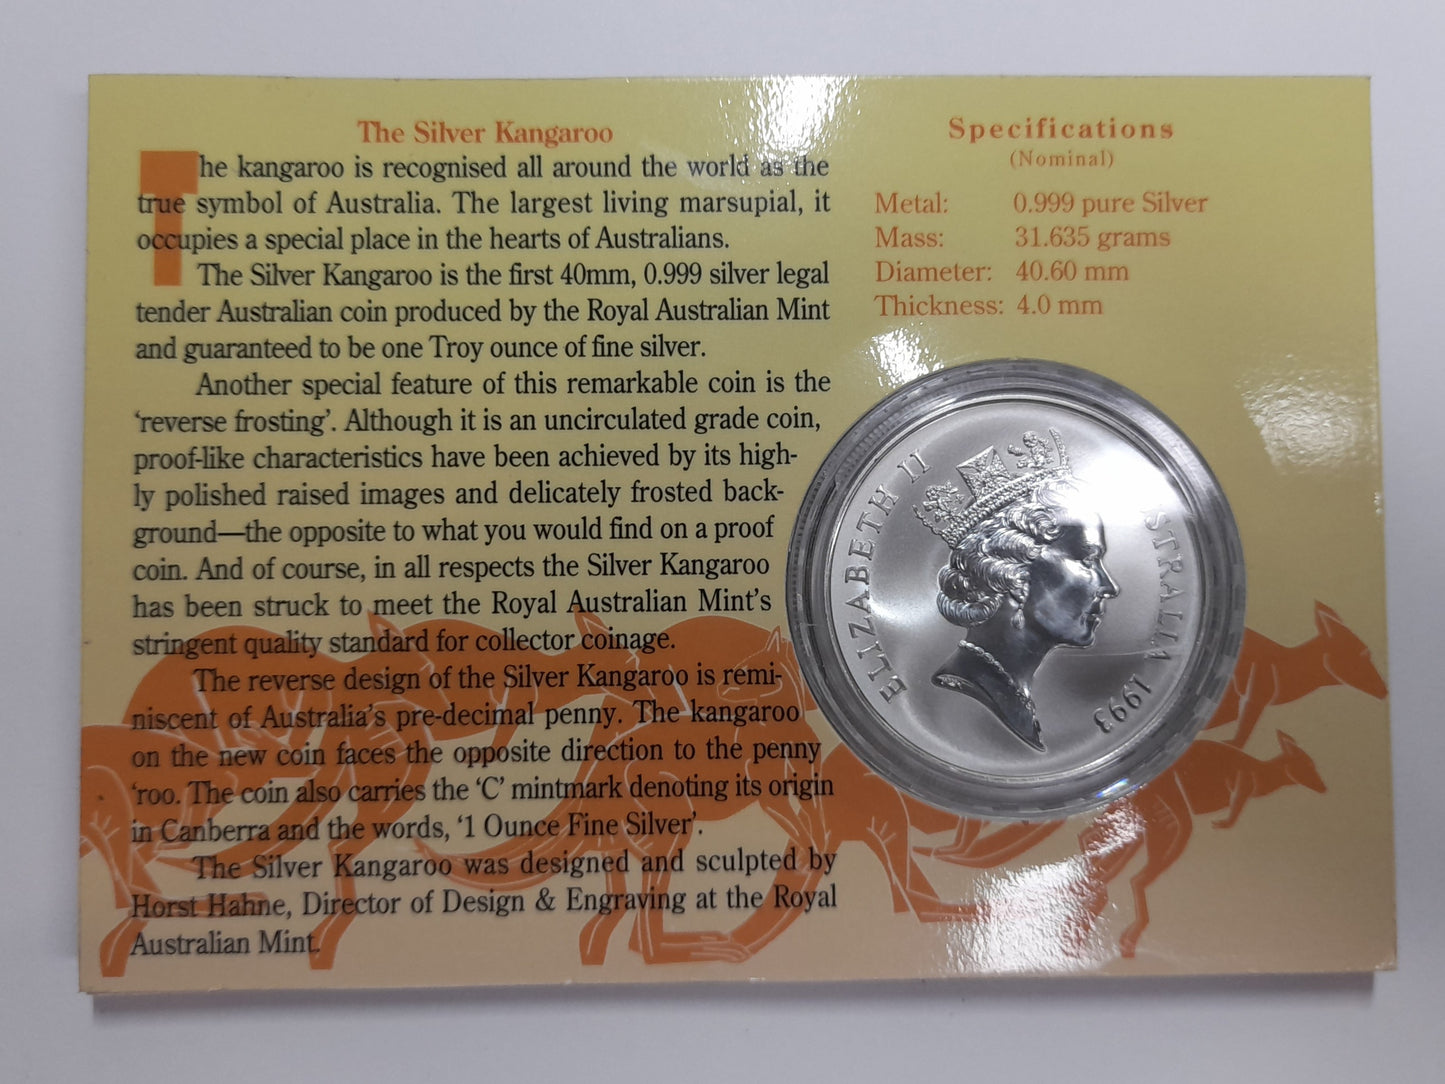 The Silver Kangaroo
The kangaroo is recognised all around the world as the
true symbol of Australia. The largest living marsupial, it
occupies a special place in the hearts of Australians.
The Silver Kangaroo is the first 40mm, 0.999 silver legal
tender Australian coin produced by the Royal Australian Mint
and guaranteed to be one Troy ounce of fine silver.
Another special feature of this remarkable coin is the
‘reverse frosting’. Although it is an uncirculated grade coin,
proof-like characteristics have been achieved by its high-
ly polished raised images and delicately frosted back-
ground—the opposite to what you would find on a proof
coin. And of course, in all respects the Silver Kangaroo
has been struck to meet the Royal Australian Mint’s
stringent quality standard for collector coinage.
The reverse design of the Silver Kangaroo is remi-
niscent of Australia’s pre-decimal penny. The kangaroo
on the new coin faces the opposite direction to the penny
’roo. The coin also carries the ‘C’ mintmark denoting its origin
in Canberra and the words, ‘1 Ounce Fine Silver’.
The Silver Kangaroo was designed and sculpted by
Horst Hahne, Director of Design & Engraving at the Royal
Australian Mint.
Specifications
(Nominal)
Metal: 0.999 pure Silver
Mass: 31.635 grams
Diameter: 40.60 mm
Thickness: 4.0 mm
ELIZABETH II
STRALIA 1993